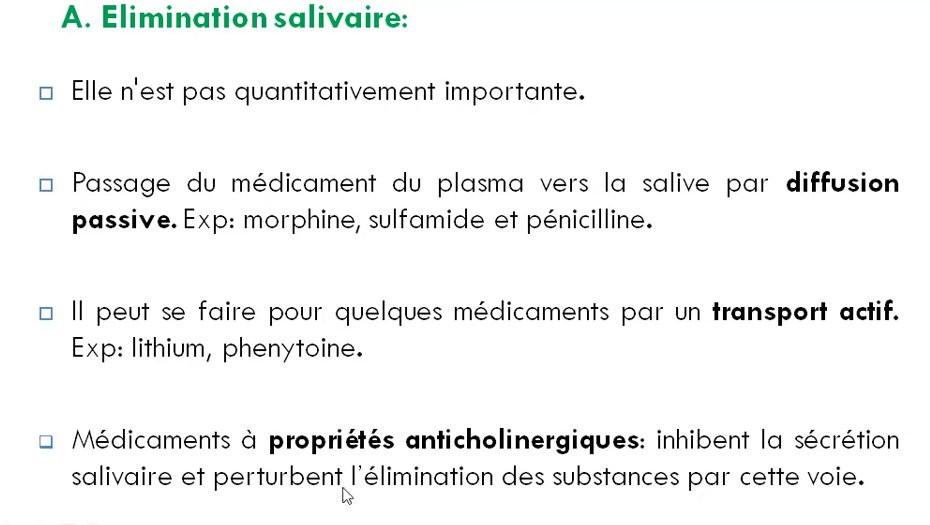 A. Elimination salivaire:
Elle n'est pas quantitativement importante.
Passage du médicament du plasma vers la salive par diffusion
passive. Exp: morphine, sulfamide et pénicilline.
Il peut se faire pour quelques médicaments par un transport actif.
Exp: lithium, phenytoine.
Médicaments à propriétés anticholinergiques: inhibent la sécrétion
salivaire et perturbent l'élimination des substances par cette voie.